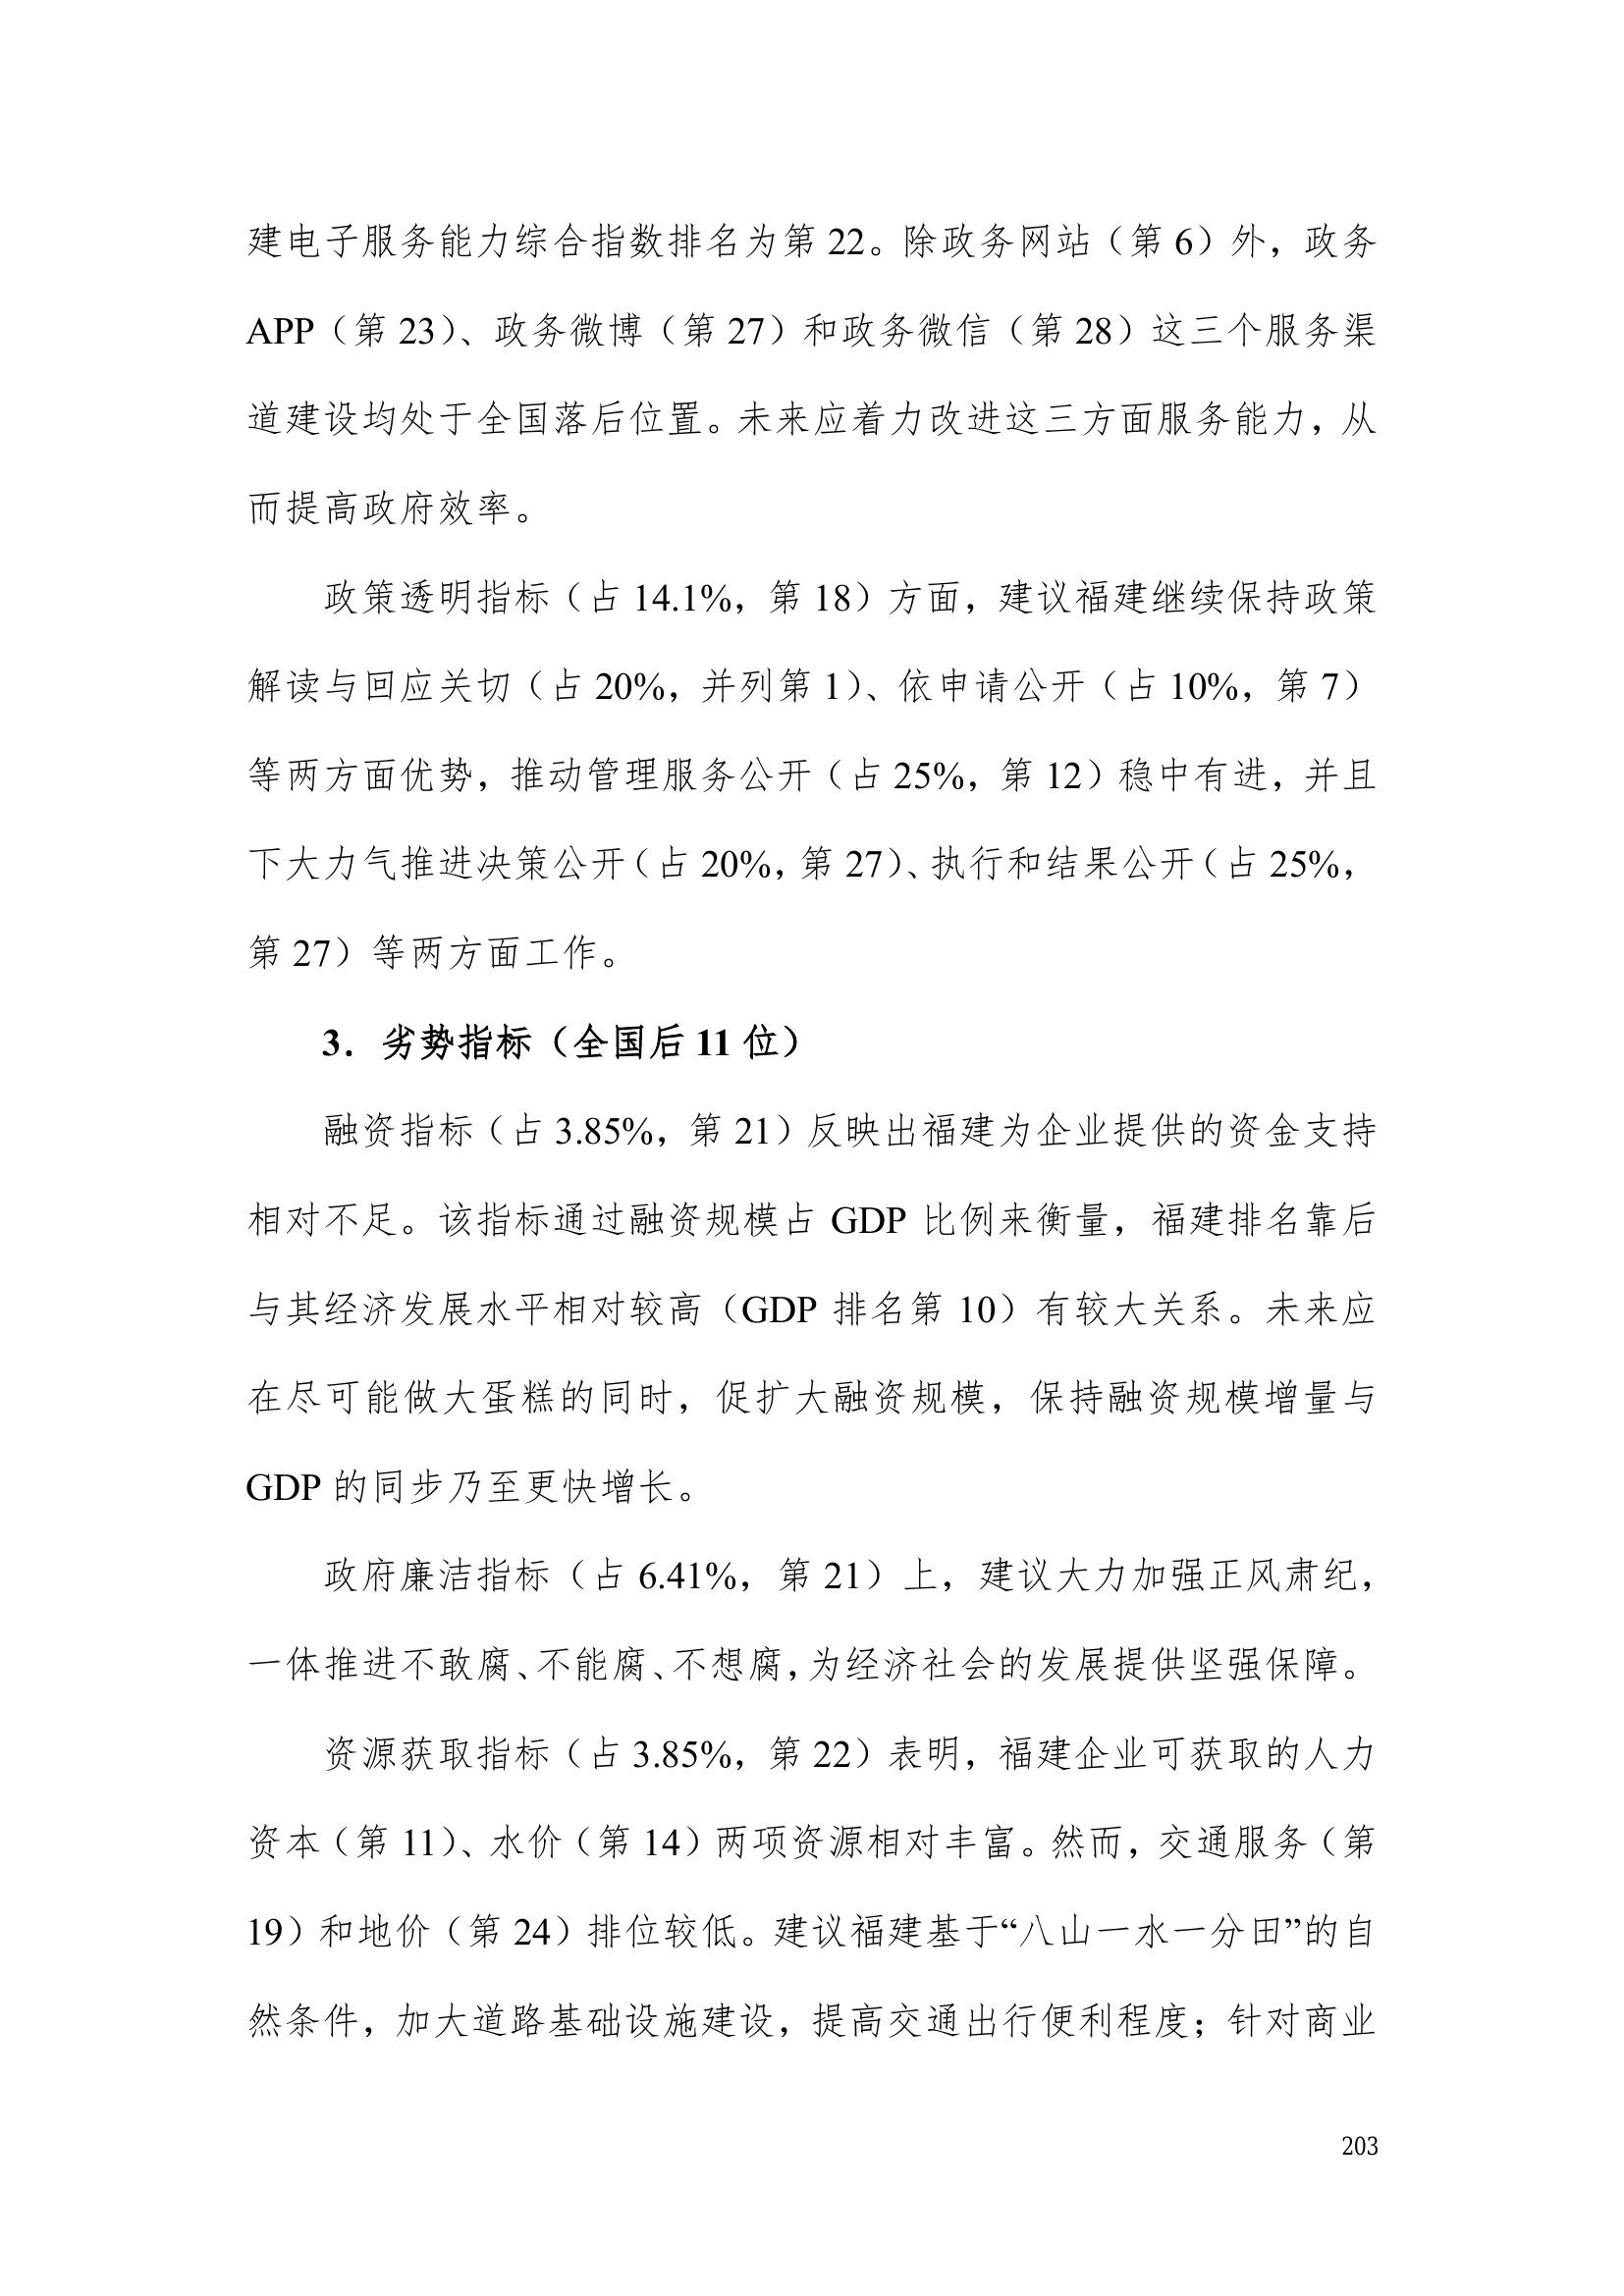 建电子服务能力综合指数排名为第 22。除政务网站（第 6）外，政务
APP（第 23）、政务微博（第 27）和政务微信（第 28）这三个服务渠
道建设均处于全国落后位置。未来应着力改进这三方面服务能力，从
而提高政府效率。
政策透明指标（占 14.1%，第 18）方面，建议福建继续保持政策
解读与回应关切（占 20%，并列第 1）、依申请公开（占 10%，第 7）
等两方面优势，推动管理服务公开（占 25%，第 12）稳中有进，并且
下大力气推进决策公开（占 20%，第 27）、执行和结果公开（占 25%，
第 27）等两方面工作。
3．劣势指标（全国后 11 位）
融资指标（占 3.85%，第 21）反映出福建为企业提供的资金支持
相对不足。该指标通过融资规模占 GDP 比例来衡量，福建排名靠后
与其经济发展水平相对较高（GDP 排名第 10）有较大关系。未来应
在尽可能做大蛋糕的同时，促扩大融资规模，保持融资规模增量与
GDP 的同步乃至更快增长。
政府廉洁指标（占 6.41%，第 21）上，建议大力加强正风肃纪，
一体推进不敢腐、不能腐、不想腐，为经济社会的发展提供坚强保障。
资源获取指标（占 3.85%，第 22）表明，福建企业可获取的人力
资本（第 11）、水价（第 14）两项资源相对丰富。然而，交通服务（第
19）和地价（第 24）排位较低。建议福建基于“八山一水一分田”的自
然条件，加大道路基础设施建设，提高交通出行便利程度；针对商业
203